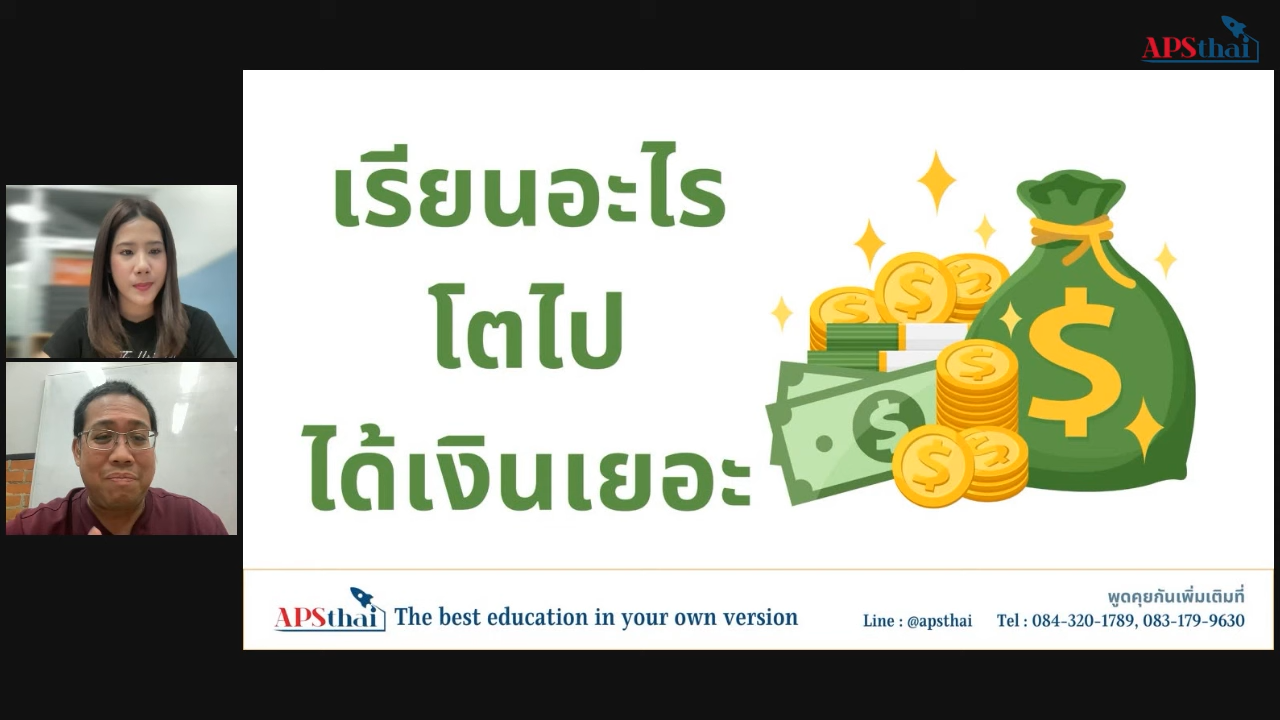 APSthai
เรียนอะไร
โตไป
ได้เงินเยอะ
APSthai The best education in your own version
พูดคุยกันเพิ่มเติมที่
Line : @apsthai Tel : 084-320-1789, 083-179-9630